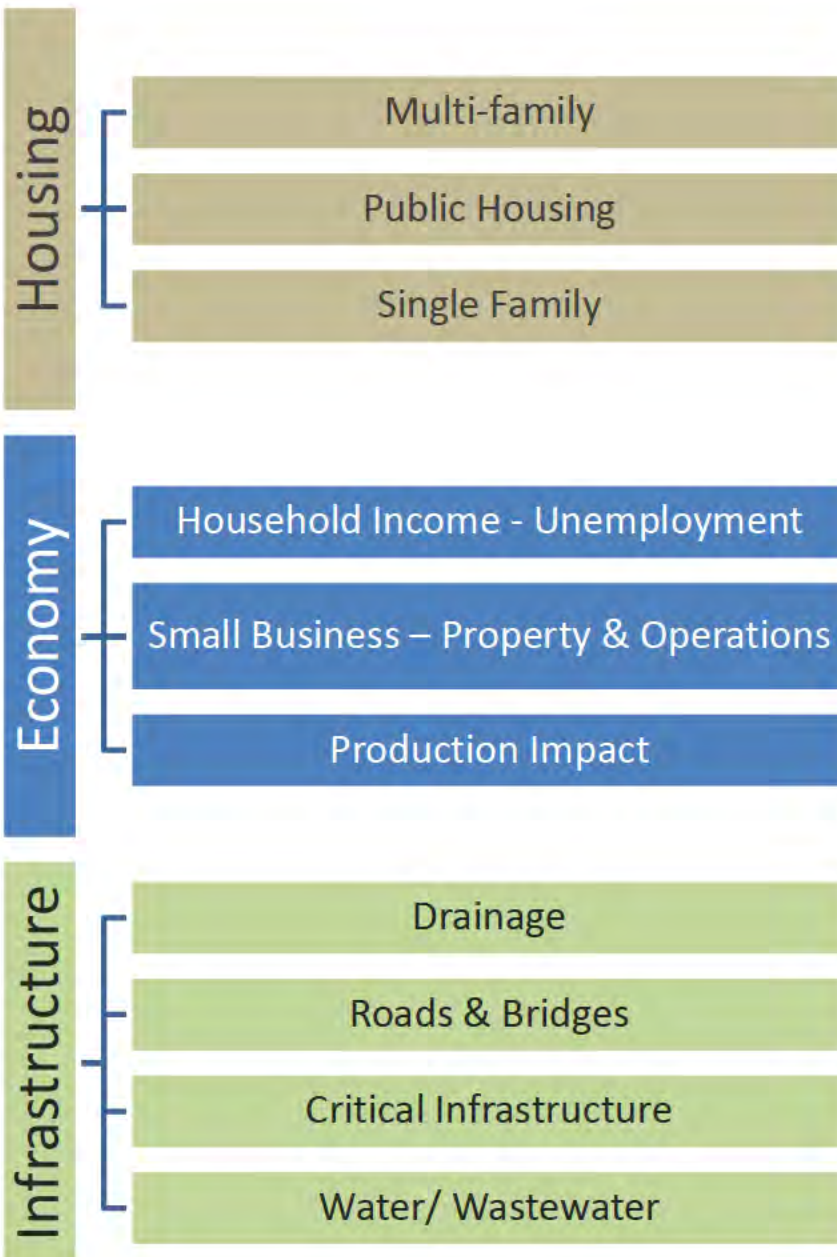 Housing
Multi-family
Public Housing
Single Family
Economy
Household Income - Unemployment
Small Business – Property & Operations
Production Impact
Infrastructure
Drainage
Roads & Bridges
Critical Infrastructure
Water/ Wastewater